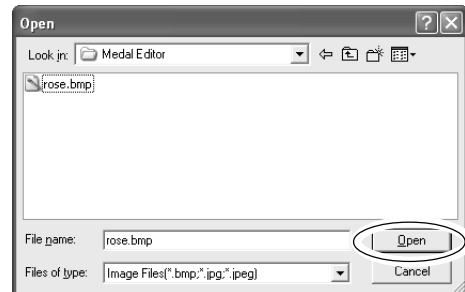 Open
Look in: Medal Editor
rose.bmp
File name: rose.bmp Open
Files of type: Image Files(*.bmp;*.jpg;*.jpeg) Cancel